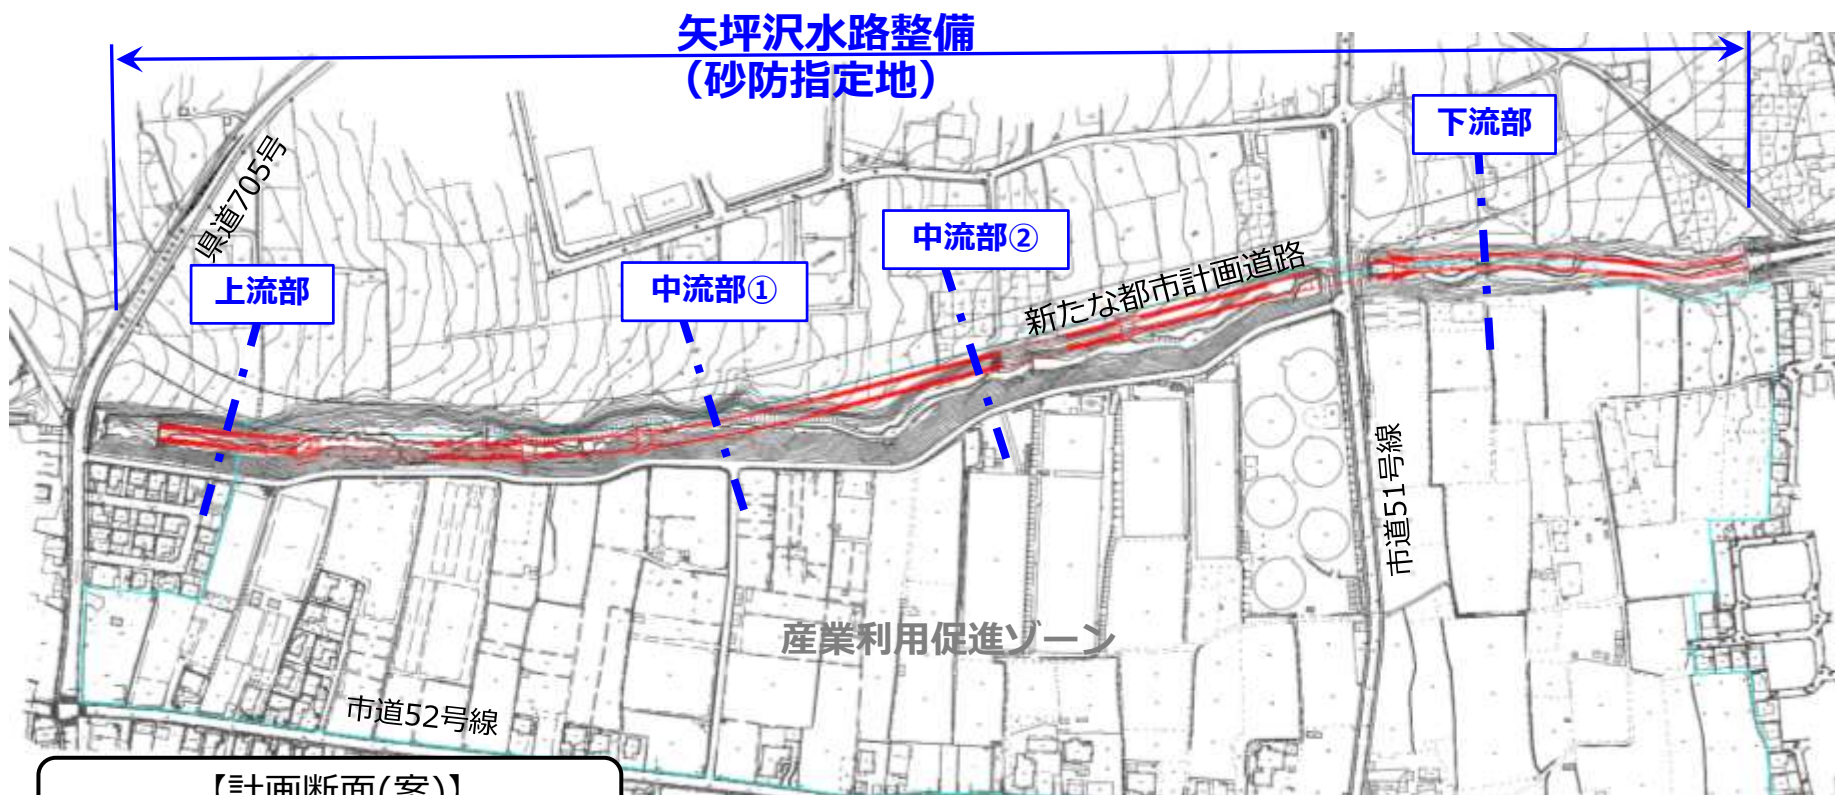 矢坪沢水路整備
（砂防指定地）
下流部
県道705号
中流部②
新たな都市計画道路
上流部
中流部①
市道51号線
産業利用促進ゾーン
市道52号線
【計画断面(案)】